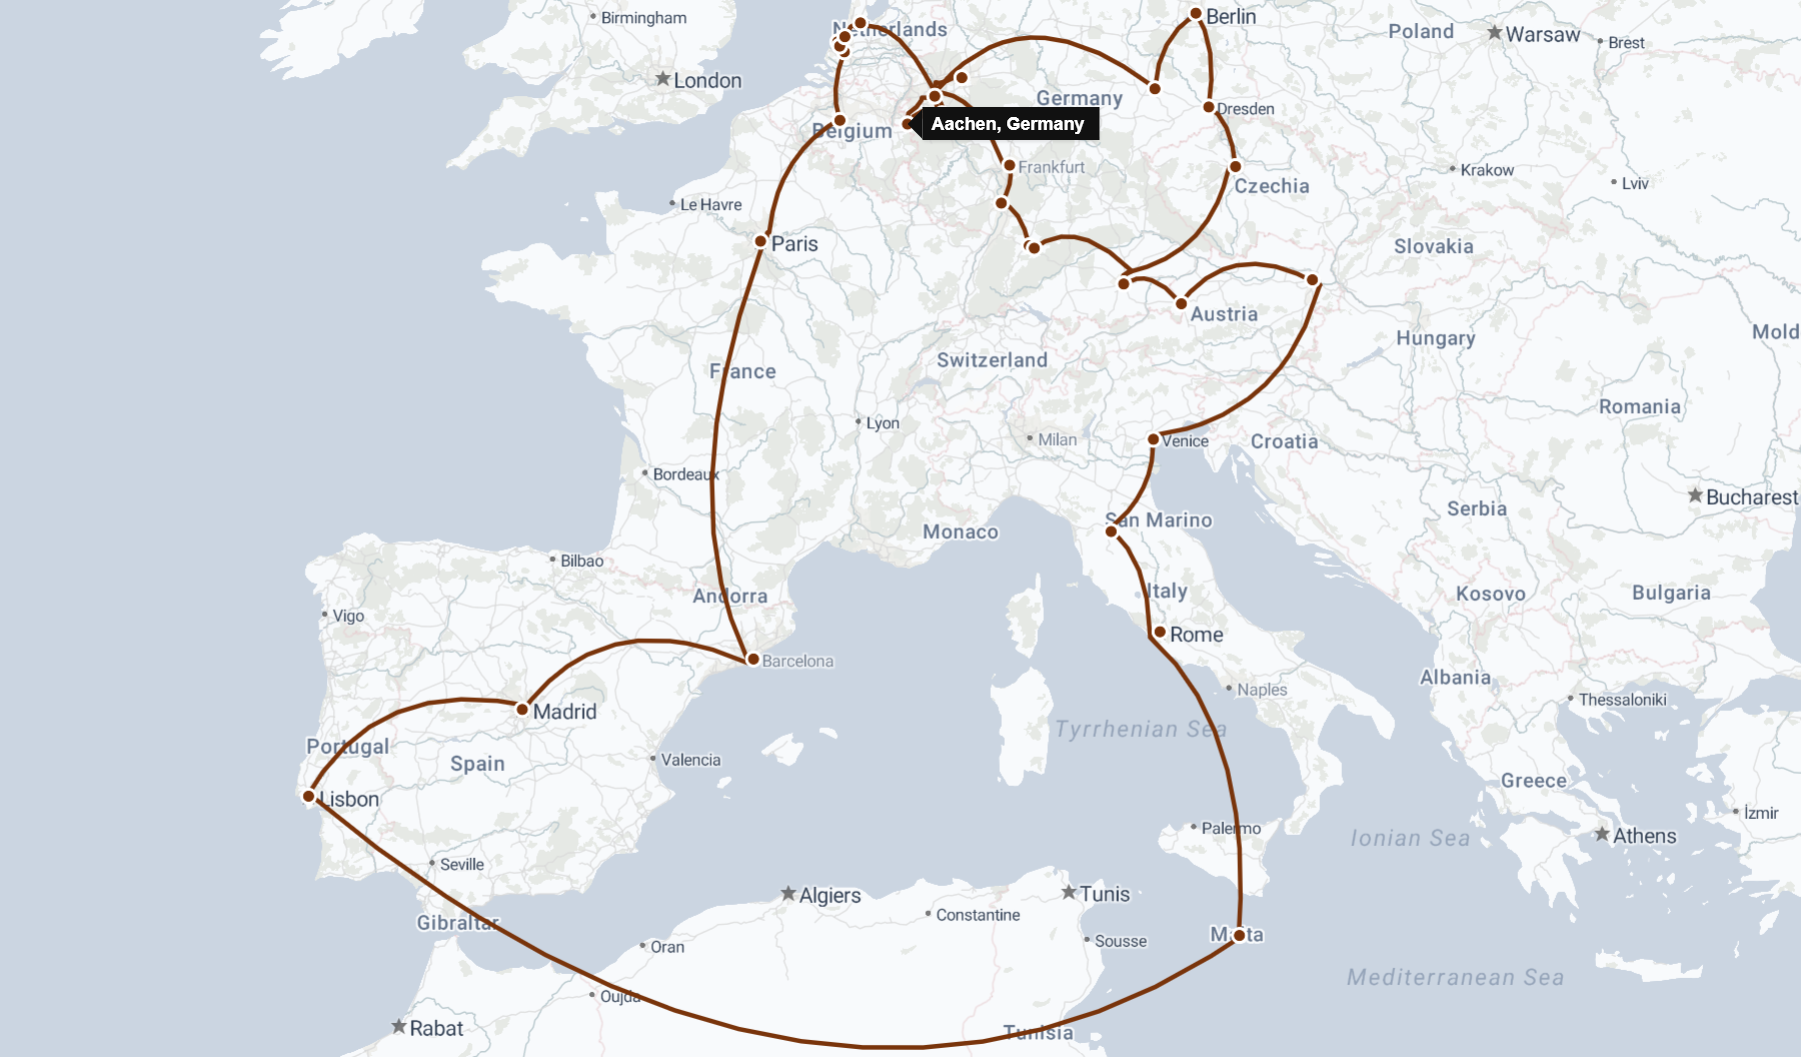 Birmingham
Netherlands
Berlin
Poland
Warsaw
Brest
London
Germany
Dresden
Belgium
Aachen, Germany
Frankfurt
Czechia
Krakow
Lviv
Le Havre
Paris
Slovakia
Austria
Hungary
Mold
Switzerland
France
Romania
Lyon
Milan
Venice
Croatia
Bordeaux
San Marino
Serbia
Bucharest
Monaco
Bilbao
Andorra
Italy
Kosovo
Bulgaria
Vigo
Rome
Barcelona
Albania
Naples
Thessaloniki
Madrid
Tyrrhenian Sea
Portugal
Spain
Valencia
Greece
Lisbon
İzmir
Palermo
Ionian Sea
Athens
Seville
Algiers
Tunis
Constantine
Gibraltar
Malta
Oran
Sousse
Mediterranean Sea
Oujda
Rabat
Tunisia